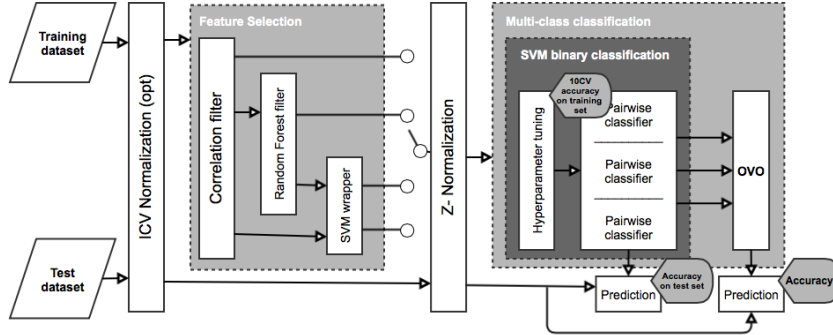 Training
dataset
Test
dataset
ICV Normalization (opt)
Feature Selection
Correlation filter
Random Forest filter
SVM wrapper
Z- Normalization
Multi-class classification
SVM binary classification
Hyperparameter tuning
10CV
accuracy
on training
set
Pairwise
classifier
Pairwise
classifier
Pairwise
classifier
OVO
Prediction
Accuracy
on test set
Prediction
Accuracy